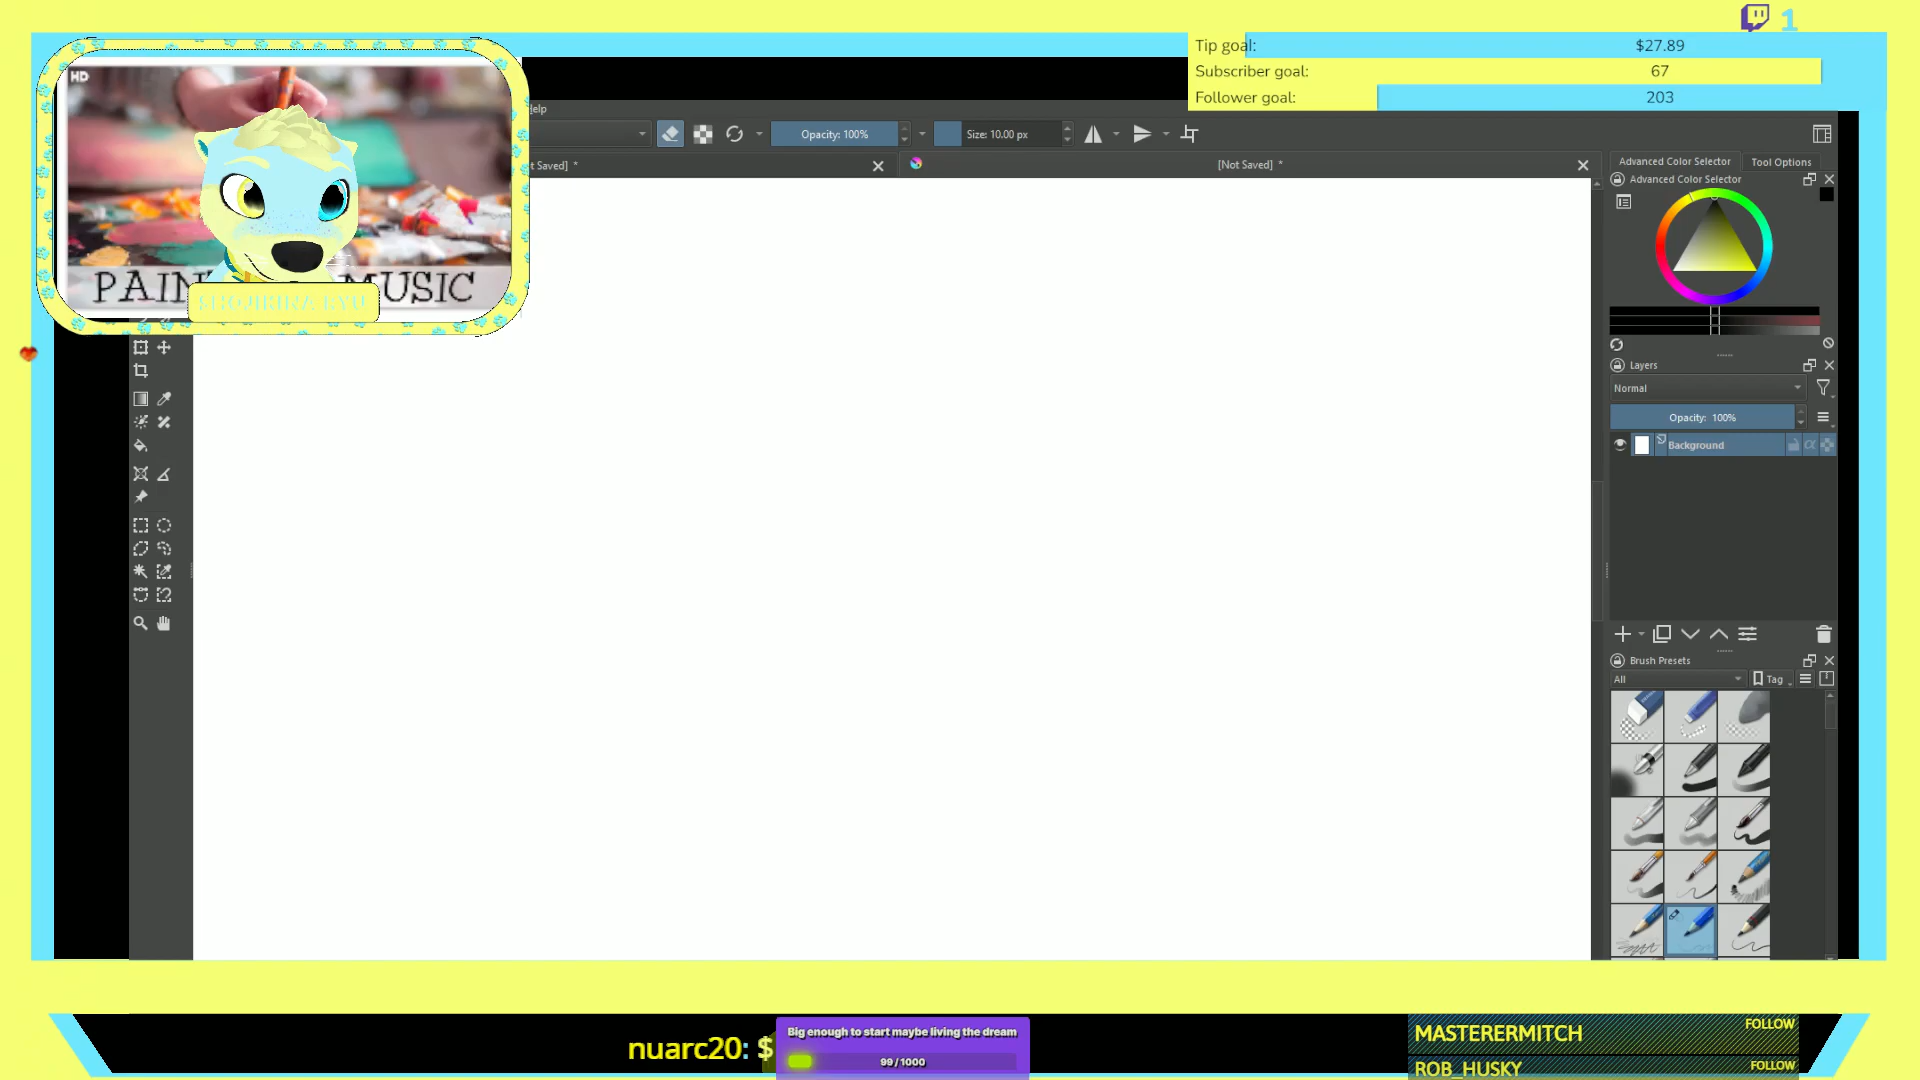 1
Tip goal:
$27.89
Subscriber goal:
67
Follower goal:
203
HD
elp
Opacity: 100%
Size: 10.00 px
t Saved] *
[Not Saved] *
Advanced Color Selector
Tool Options
Advanced Color Selector
PAIN
MUSIC
Layers
Normal
Opacity: 100%
Background
Brush Presets
All
Tag
nuarc20: $
Big enough to start maybe living the dream
99 / 1000
MASTERERMITCH
FOLLOW
ROB_HUSKY
FOLLOW